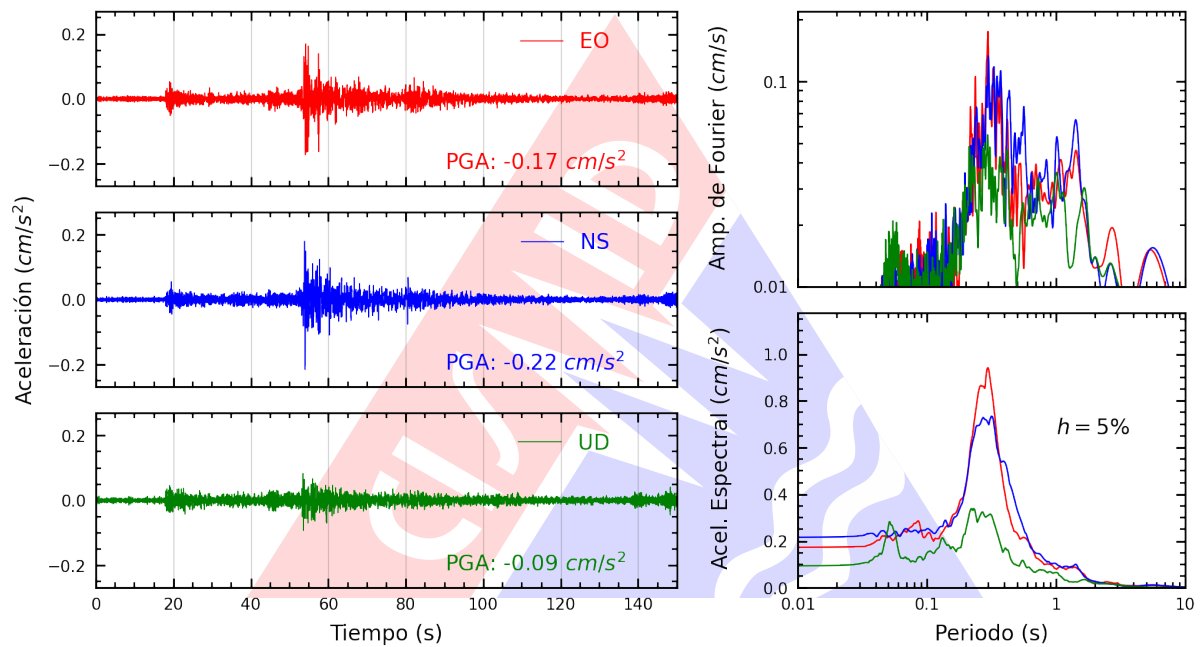 0.2
0.0
−0.2
EO
PGA: -0.17 cm/s²
0.2
0.0
−0.2
NS
PGA: -0.22 cm/s²
0.2
0.0
−0.2
UD
PGA: -0.09 cm/s²
0 20 40 60 80 100 120 140
Tiempo (s)
Aceleración (cm/s²)
CISMID
Amp. de Fourier (cm/s)
0.1
0.01
Acel. Espectral (cm/s²)
1.0
0.8
0.6
0.4
0.2
0.0
h = 5%
0.01 0.1 1 10
Periodo (s)